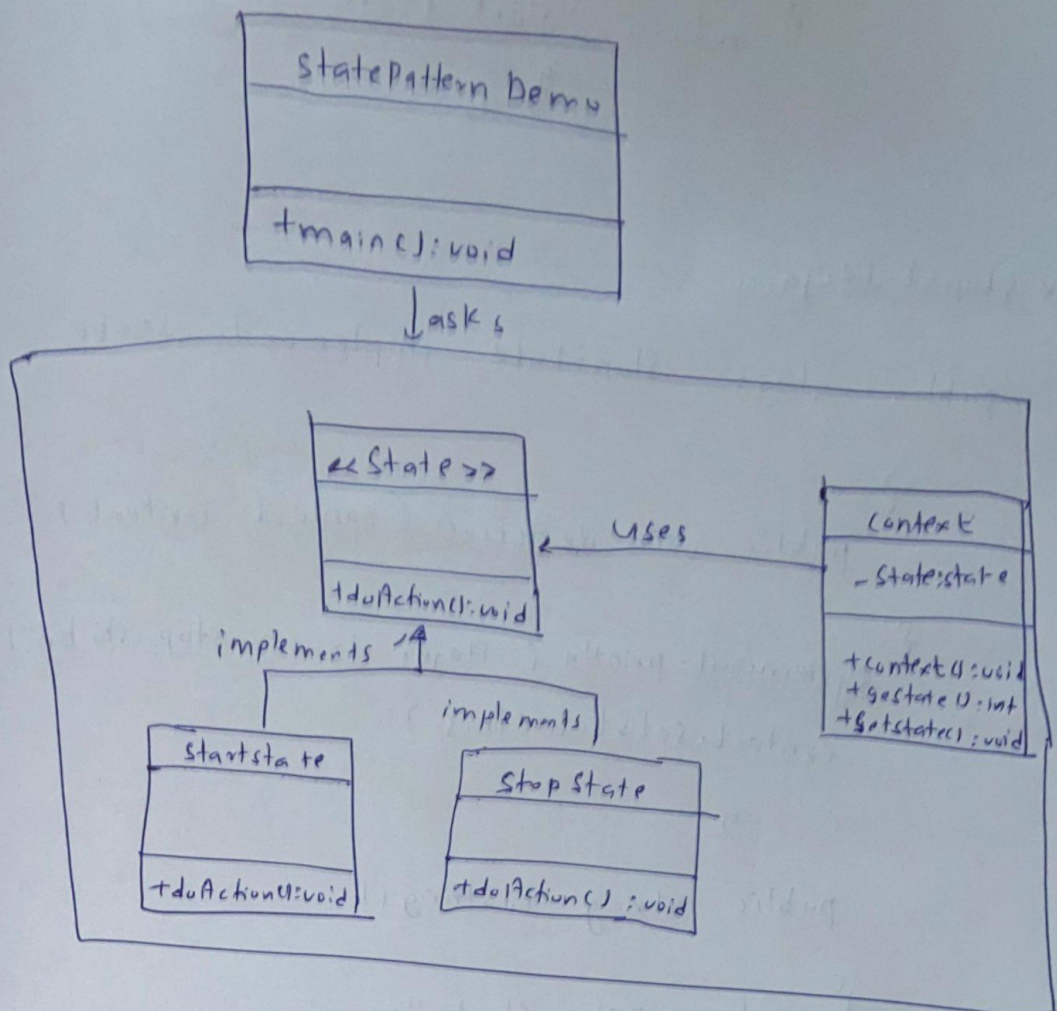 statePattern Demo
+main(): void
asks
<<State>>
+doAction(): void
uses
context
- State: state
+context(): void
+gestate(): int
+setstate(): void
implements
implements
startstate
+doAction(): void
Stop State
+doAction() : void